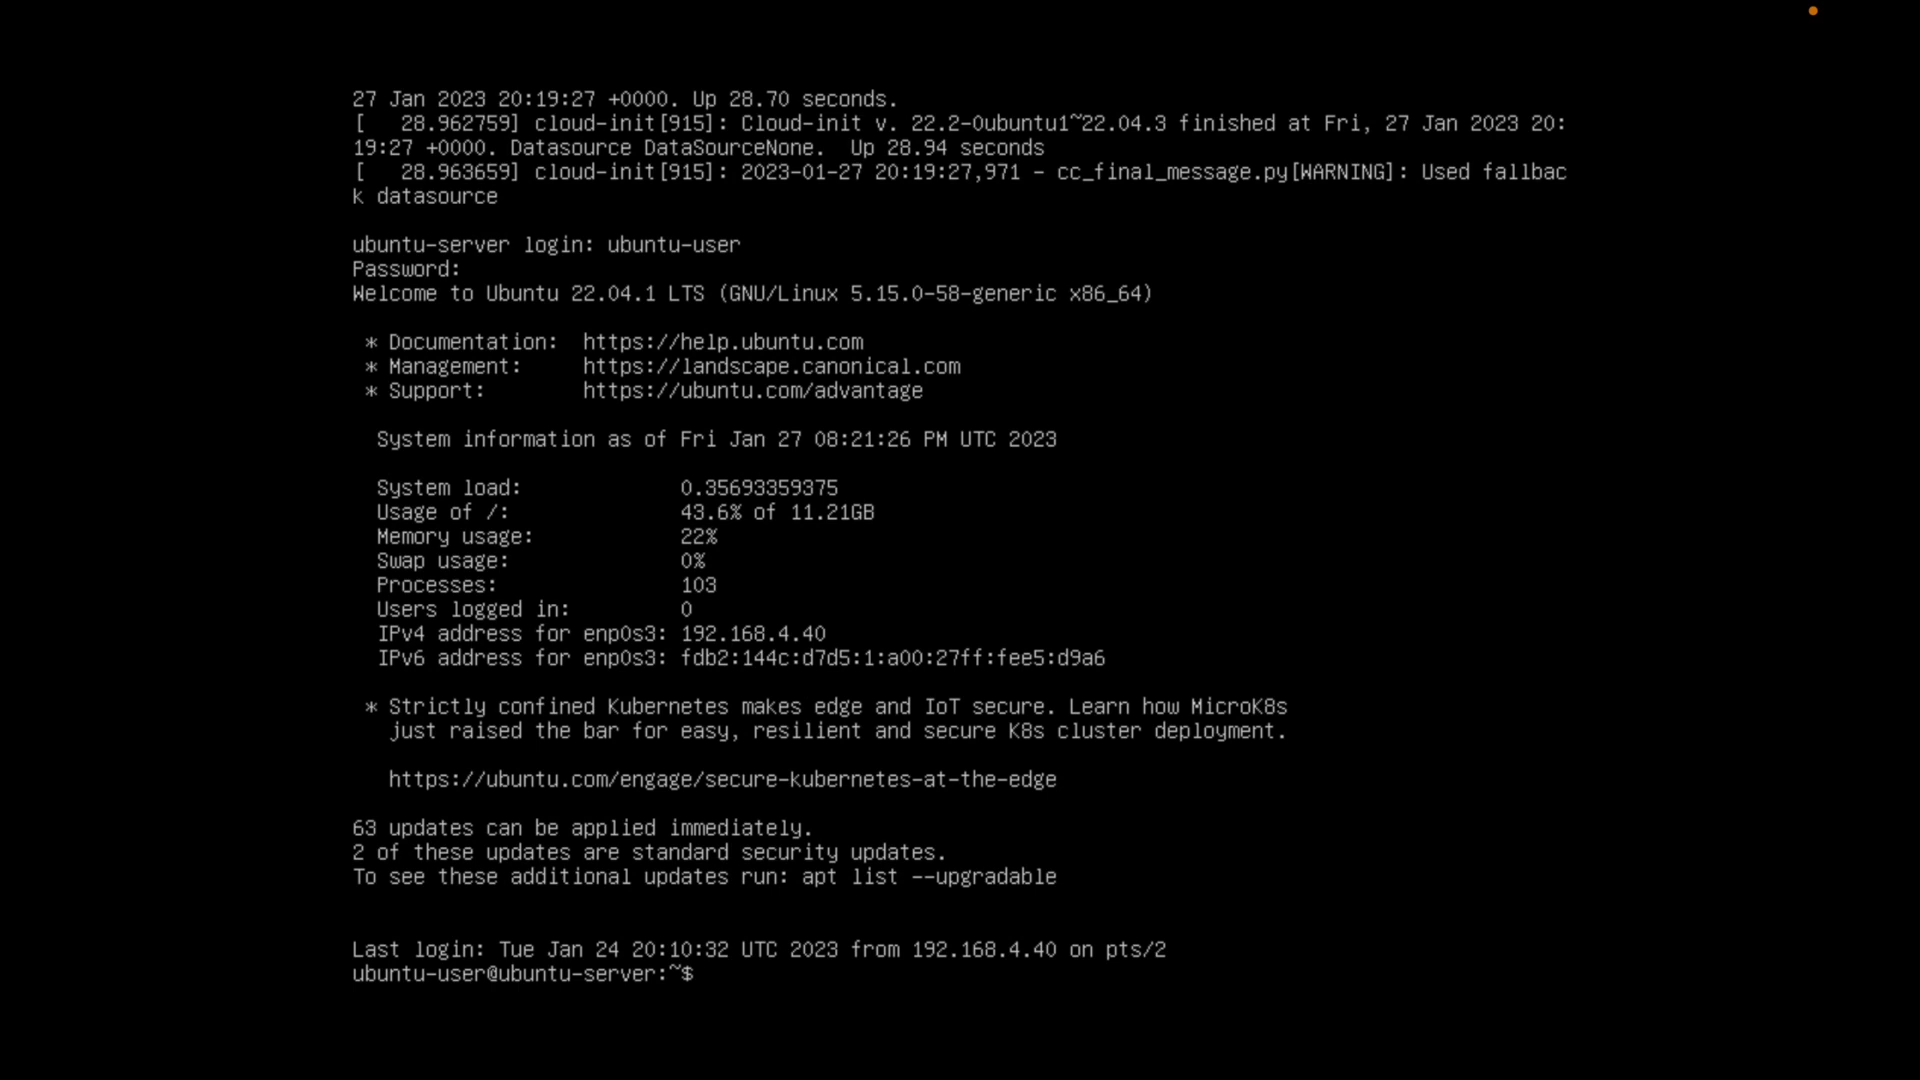 27 Jan 2023 20:19:27 +0000. Up 28.70 seconds.
[   28.962759] cloud-init[915]: Cloud-init v. 22.2-0ubuntu1~22.04.3 finished at Fri, 27 Jan 2023 20:
19:27 +0000. Datasource DataSourceNone.  Up 28.94 seconds
[   28.963659] cloud-init[915]: 2023-01-27 20:19:27,971 - cc_final_message.py[WARNING]: Used fallbac
k datasource
ubuntu-server login: ubuntu-user
Password:
Welcome to Ubuntu 22.04.1 LTS (GNU/Linux 5.15.0-58-generic x86_64)
 * Documentation:  https://help.ubuntu.com
 * Management:     https://landscape.canonical.com
 * Support:        https://ubuntu.com/advantage
  System information as of Fri Jan 27 08:21:26 PM UTC 2023
  System load:             0.35693359375
  Usage of /:              43.6% of 11.21GB
  Memory usage:            22%
  Swap usage:              0%
  Processes:               103
  Users logged in:         0
  IPv4 address for enp0s3: 192.168.4.40
  IPv6 address for enp0s3: fdb2:144c:d7d5:1:a00:27ff:fee5:d9a6
 * Strictly confined Kubernetes makes edge and IoT secure. Learn how MicroK8s
   just raised the bar for easy, resilient and secure K8s cluster deployment.
   https://ubuntu.com/engage/secure-kubernetes-at-the-edge
63 updates can be applied immediately.
2 of these updates are standard security updates.
To see these additional updates run: apt list --upgradable
Last login: Tue Jan 24 20:10:32 UTC 2023 from 192.168.4.40 on pts/2
ubuntu-user@ubuntu-server:~$